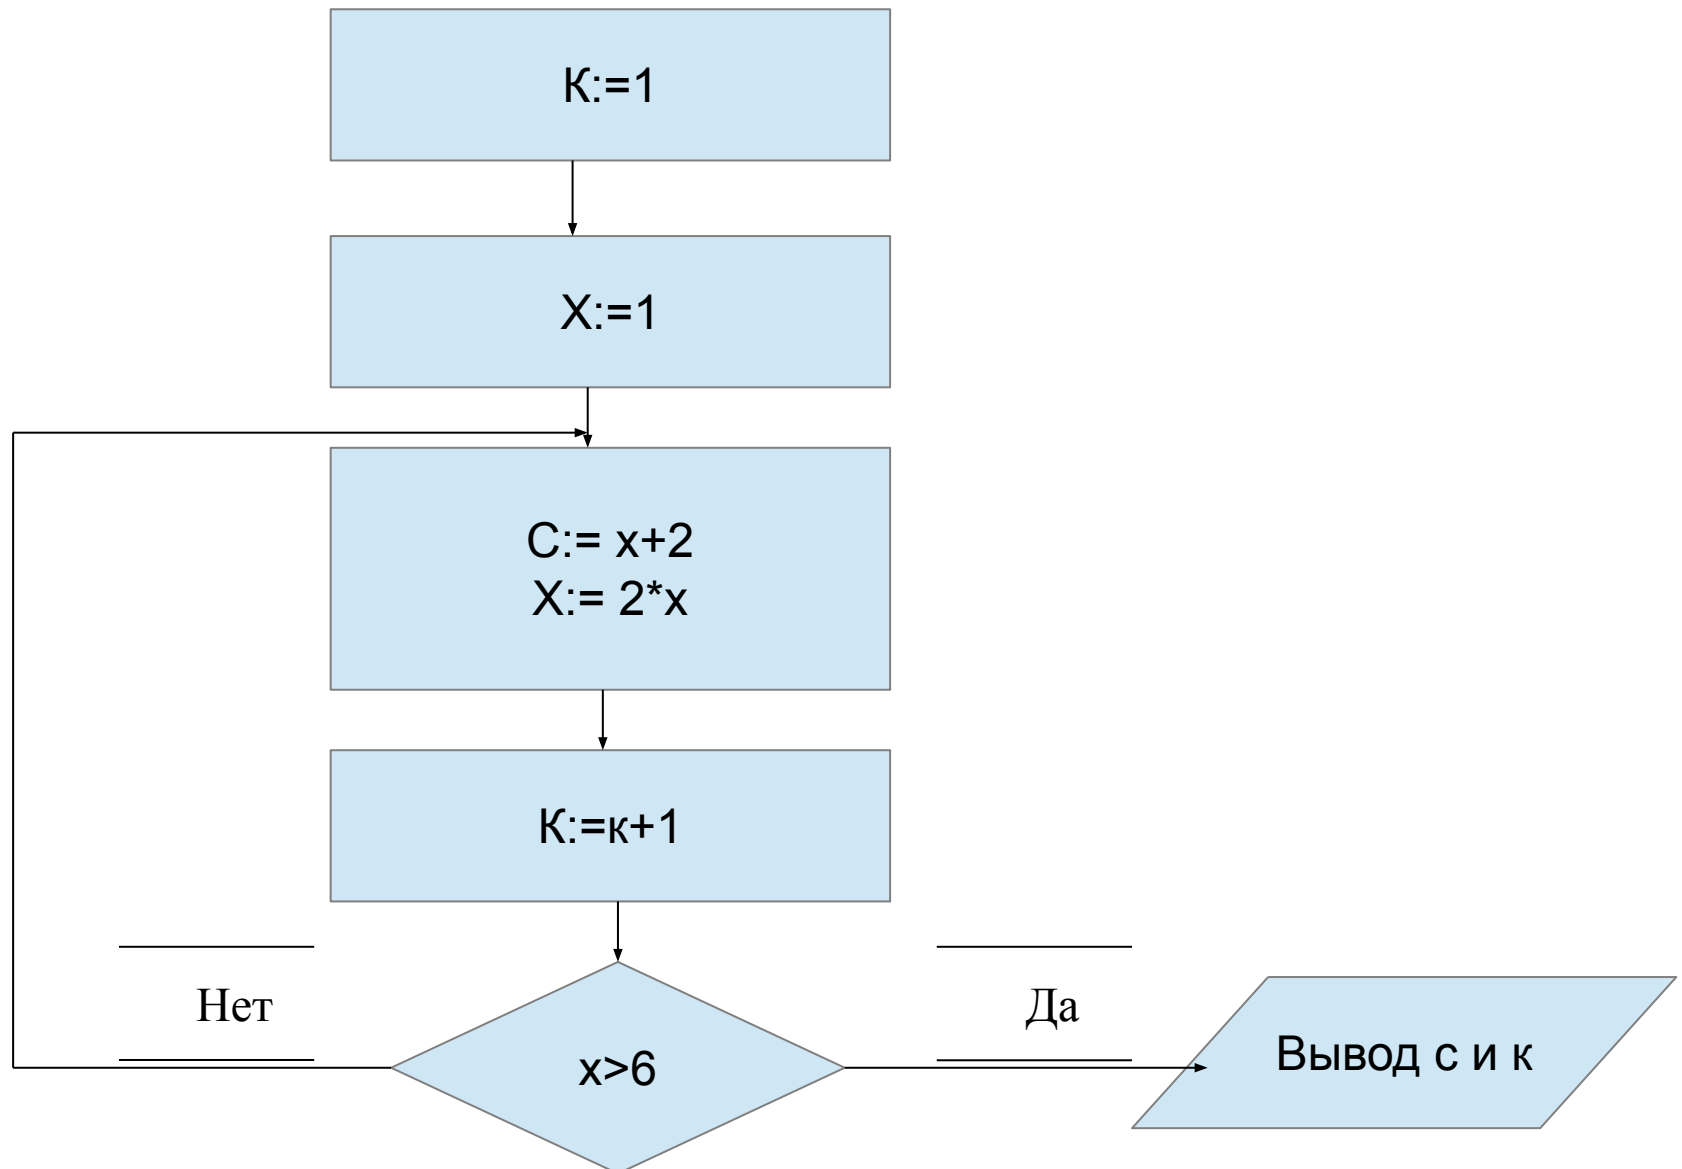 К:=1
X:=1
C:= x+2
X:= 2*x
К:=к+1
Нет
Да
x>6
Вывод с и к